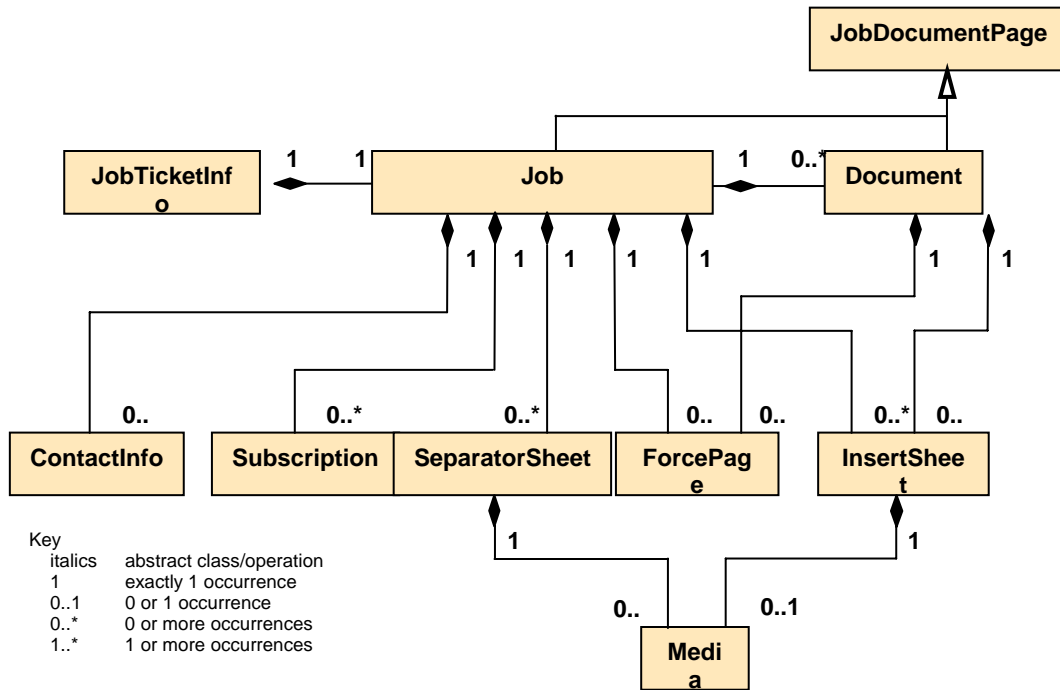 JobDocumentPage
1 1 1 0..*
JobTicketInf
o
Job
Document
1 1 1 1 1 1 1
0.. 0..* 0..* 0.. 0.. 0..* 0..
ContactInfo
Subscription
SeparatorSheet
ForcePag
e
InsertShee
t
1 1
Key
italics abstract class/operation
1 exactly 1 occurrence
0..1 0 or 1 occurrence
0..* 0 or more occurrences
1..* 1 or more occurrences
0.. 0..1
Medi
a